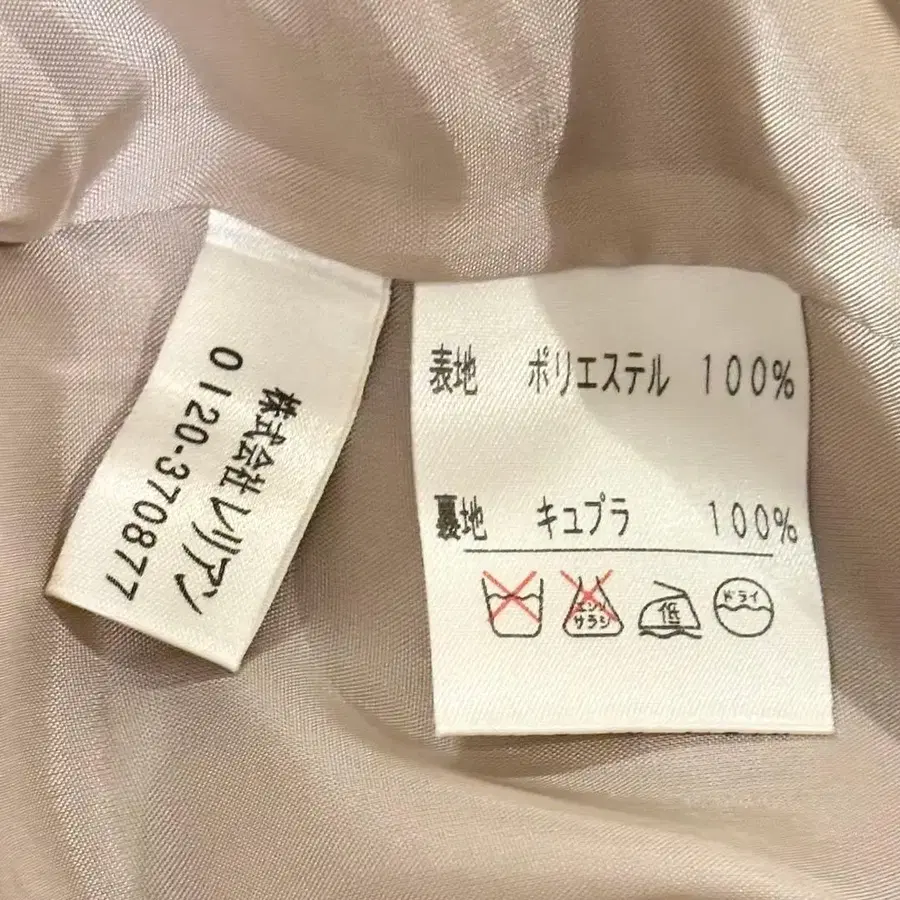 株式会社レリアン
0120-370877
表地 ポリエステル 100%
裏地 キュプラ 100%
エンソ
サラシ
低
ドライ